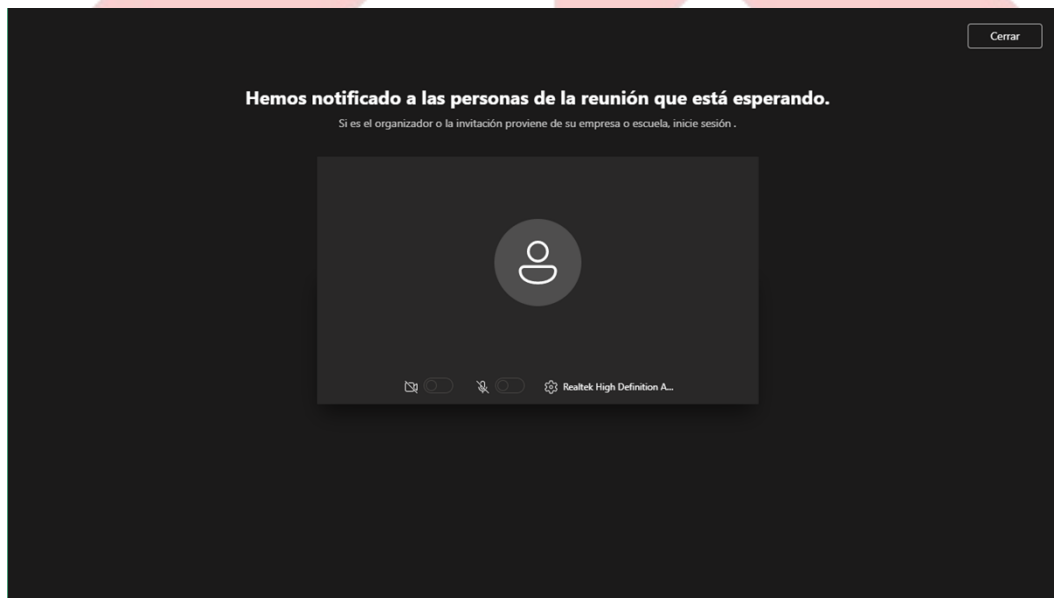 Cerrar
Hemos notificado a las personas de la reunión que está esperando.
Si es el organizador o la invitación proviene de su empresa o escuela, inicie sesión .
Realtek High Definition A...